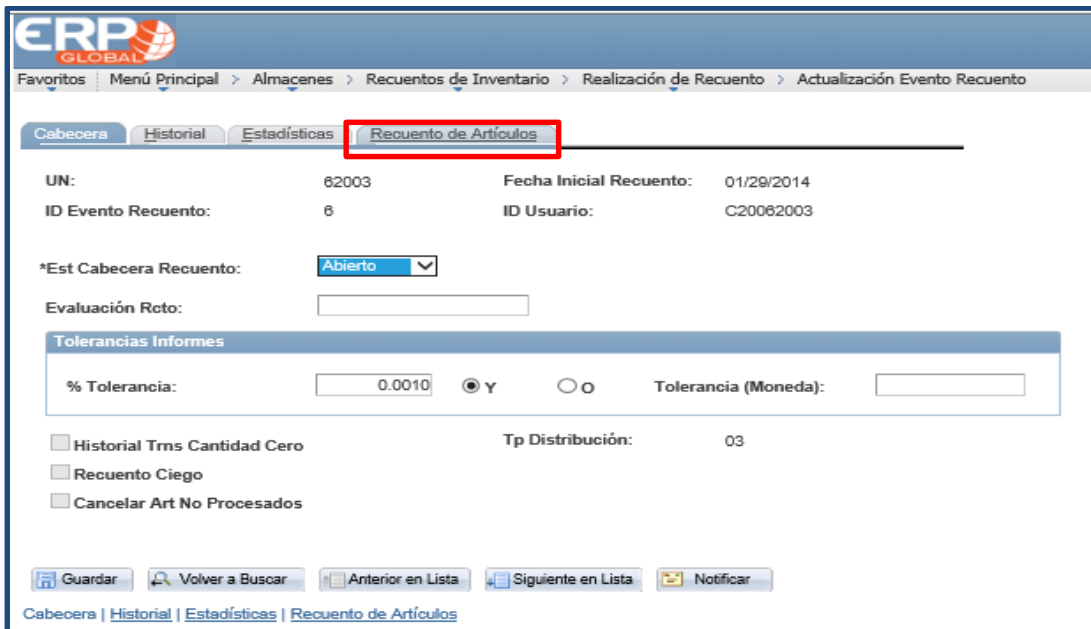 ERP
GLOBAL
Favoritos Menú Principal > Almacenes > Recuentos de Inventario > Realización de Recuento > Actualización Evento Recuento
Cabecera Historial Estadísticas Recuento de Artículos
UN: 62003 Fecha Inicial Recuento: 01/29/2014
ID Evento Recuento: 6 ID Usuario: C20062003
*Est Cabecera Recuento: Abierto
Evaluación Rcto:
Tolerancias Informes
% Tolerancia: 0.0010 Y O Tolerancia (Moneda):
Historial Trns Cantidad Cero Tp Distribución: 03
Recuento Ciego
Cancelar Art No Procesados
Guardar Volver a Buscar Anterior en Lista Siguiente en Lista Notificar
Cabecera | Historial | Estadísticas | Recuento de Artículos